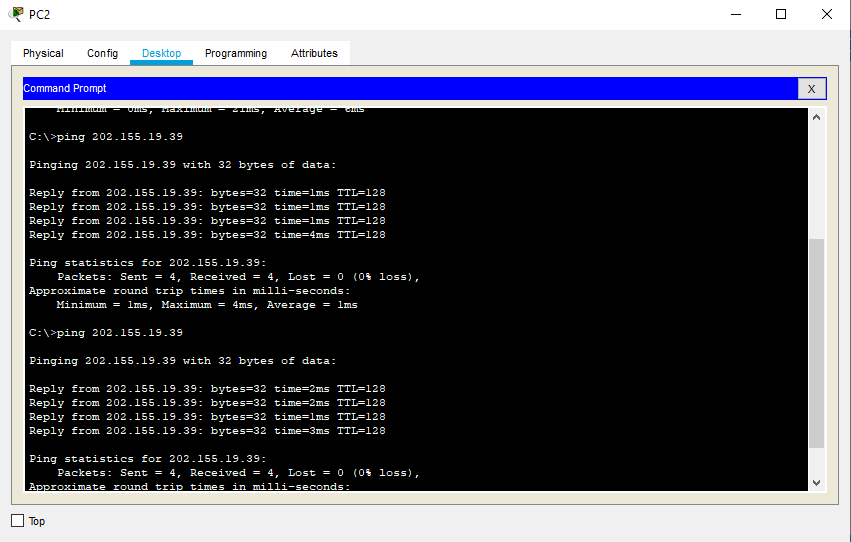 PC2
Physical Config Desktop Programming Attributes
Command Prompt X
Minimum = 0ms, Maximum = 21ms, Average = 6ms
C:\>ping 202.155.19.39
Pinging 202.155.19.39 with 32 bytes of data:
Reply from 202.155.19.39: bytes=32 time=1ms TTL=128
Reply from 202.155.19.39: bytes=32 time=1ms TTL=128
Reply from 202.155.19.39: bytes=32 time=1ms TTL=128
Reply from 202.155.19.39: bytes=32 time=4ms TTL=128
Ping statistics for 202.155.19.39:
Packets: Sent = 4, Received = 4, Lost = 0 (0% loss),
Approximate round trip times in milli-seconds:
Minimum = 1ms, Maximum = 4ms, Average = 1ms
C:\>ping 202.155.19.39
Pinging 202.155.19.39 with 32 bytes of data:
Reply from 202.155.19.39: bytes=32 time=2ms TTL=128
Reply from 202.155.19.39: bytes=32 time=2ms TTL=128
Reply from 202.155.19.39: bytes=32 time=1ms TTL=128
Reply from 202.155.19.39: bytes=32 time=3ms TTL=128
Ping statistics for 202.155.19.39:
Packets: Sent = 4, Received = 4, Lost = 0 (0% loss),
Approximate round trip times in milli-seconds:
Top